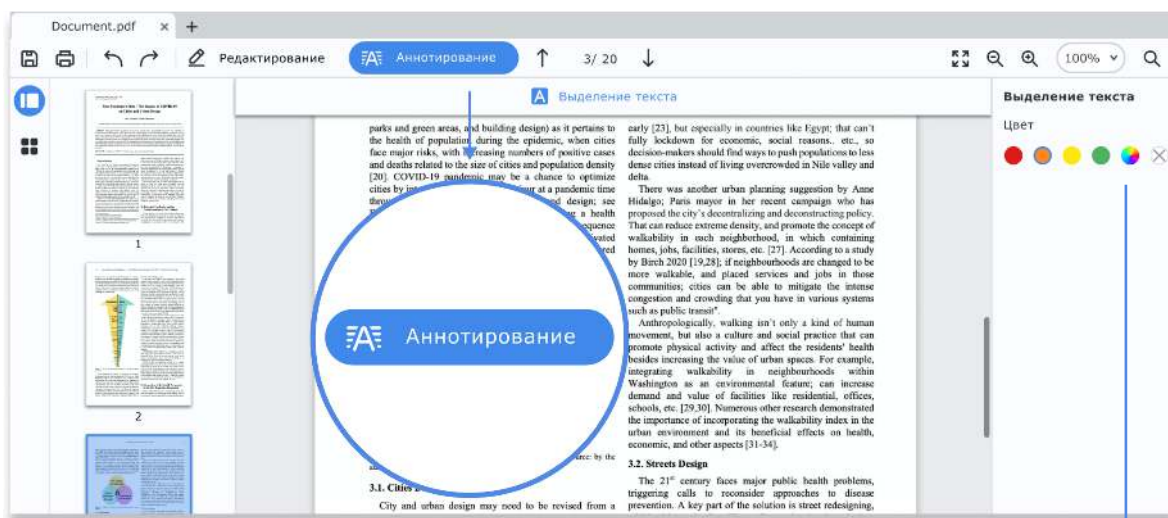 Document.pdf × +
Редактирование
Аннотирование
3/ 20
100%
Выделение текста
Выделение текста
Цвет
1
2
parks and green areas, and building design) as it pertains to
the health of population during the epidemic, when cities
face major risks, with increasing numbers of positive cases
and deaths related to the size of cities and population density
[20]. COVID-19 pandemic may be a chance to optimize
cities by
at a pandemic time
and design; see
a health
Аннотирование
by the
3.1. Cities
City and urban design may need to be revised from a
early [23], but especially in countries like Egypt; that can't
fully lockdown for economic, social reasons.. etc., so
decision-makers should find ways to push populations to less
dense cities instead of living overcrowded in Nile valley and
delta.
There was another urban planning suggestion by Anne
Hidalgo; Paris mayor in her recent campaign who has
proposed the city's decentralizing and deconstructing policy.
That can reduce extreme density, and promote the concept of
walkability in each neighborhood, in which containing
homes, jobs, facilities, stores, etc. [27]. According to a study
by Birch 2020 [19,28]; if neighbourhoods are changed to be
more walkable, and placed services and jobs in those
communities; cities can be able to mitigate the intense
congestion and crowding that you have in various systems
such as public transit".
Anthropologically, walking isn't only a kind of human
movement, but also a culture and social practice that can
promote physical activity and affect the residents' health
besides increasing the value of urban spaces. For example,
integrating walkability in neighbourhoods within
Washington as an environmental feature; can increase
demand and value of facilities like residential, offices,
schools, etc. [29,30]. Numerous other research demonstrated
the importance of incorporating the walkability index in the
urban environment and its beneficial effects on health,
economic, and other aspects [31-34].
3.2. Streets Design
The 21st century faces major public health problems,
triggering calls to reconsider approaches to disease
prevention. A key part of the solution is street redesigning,